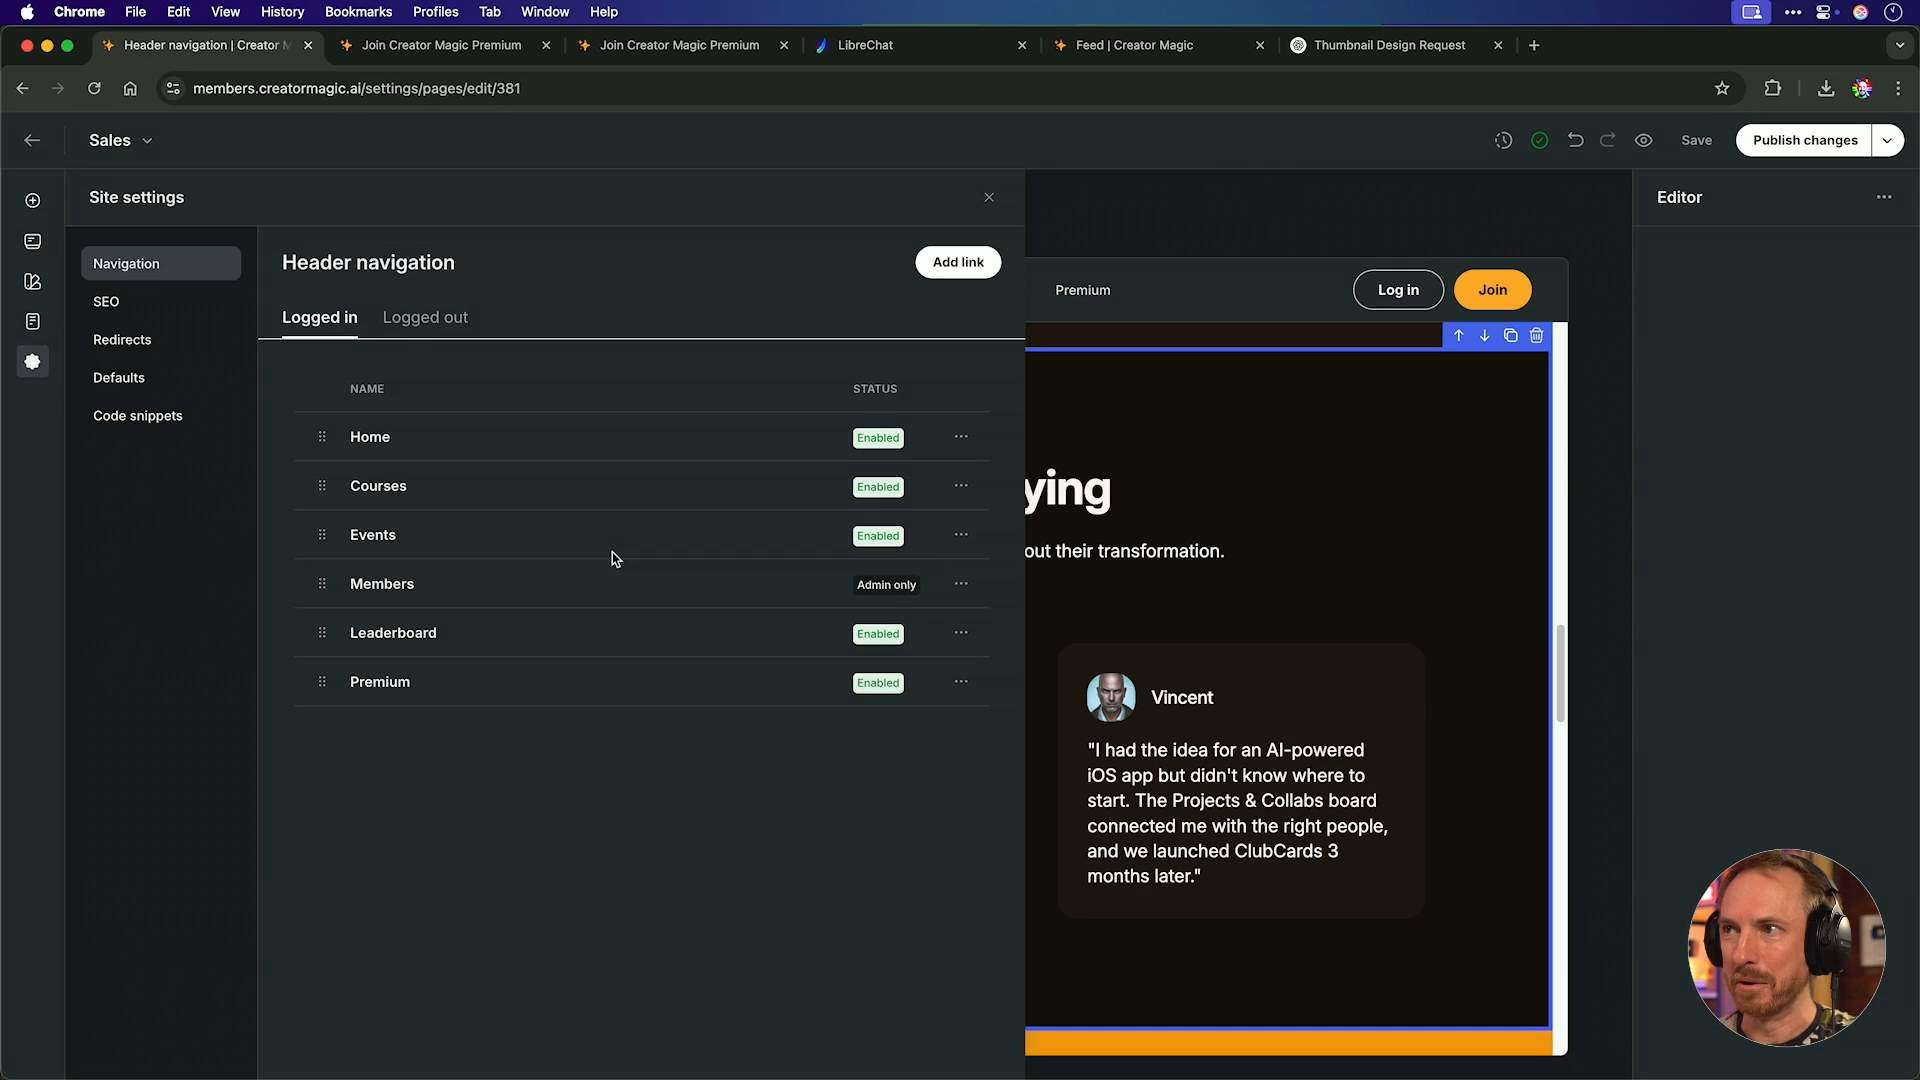 Chrome File Edit View History Bookmarks Profiles Tab Window Help
Header navigation | Creator M
Join Creator Magic Premium
Join Creator Magic Premium
LibreChat
Feed | Creator Magic
Thumbnail Design Request
members.creatormagic.ai/settings/pages/edit/381
Sales
Save
Publish changes
Site settings
Editor
Navigation
SEO
Redirects
Defaults
Code snippets
Header navigation
Add link
Logged in
Logged out
NAME
STATUS
Home
Enabled
Courses
Enabled
Events
Enabled
Members
Admin only
Leaderboard
Enabled
Premium
Enabled
Premium
Log in
Join
ying
out their transformation.
Vincent
"I had the idea for an AI-powered
iOS app but didn't know where to
start. The Projects & Collabs board
connected me with the right people,
and we launched ClubCards 3
months later."